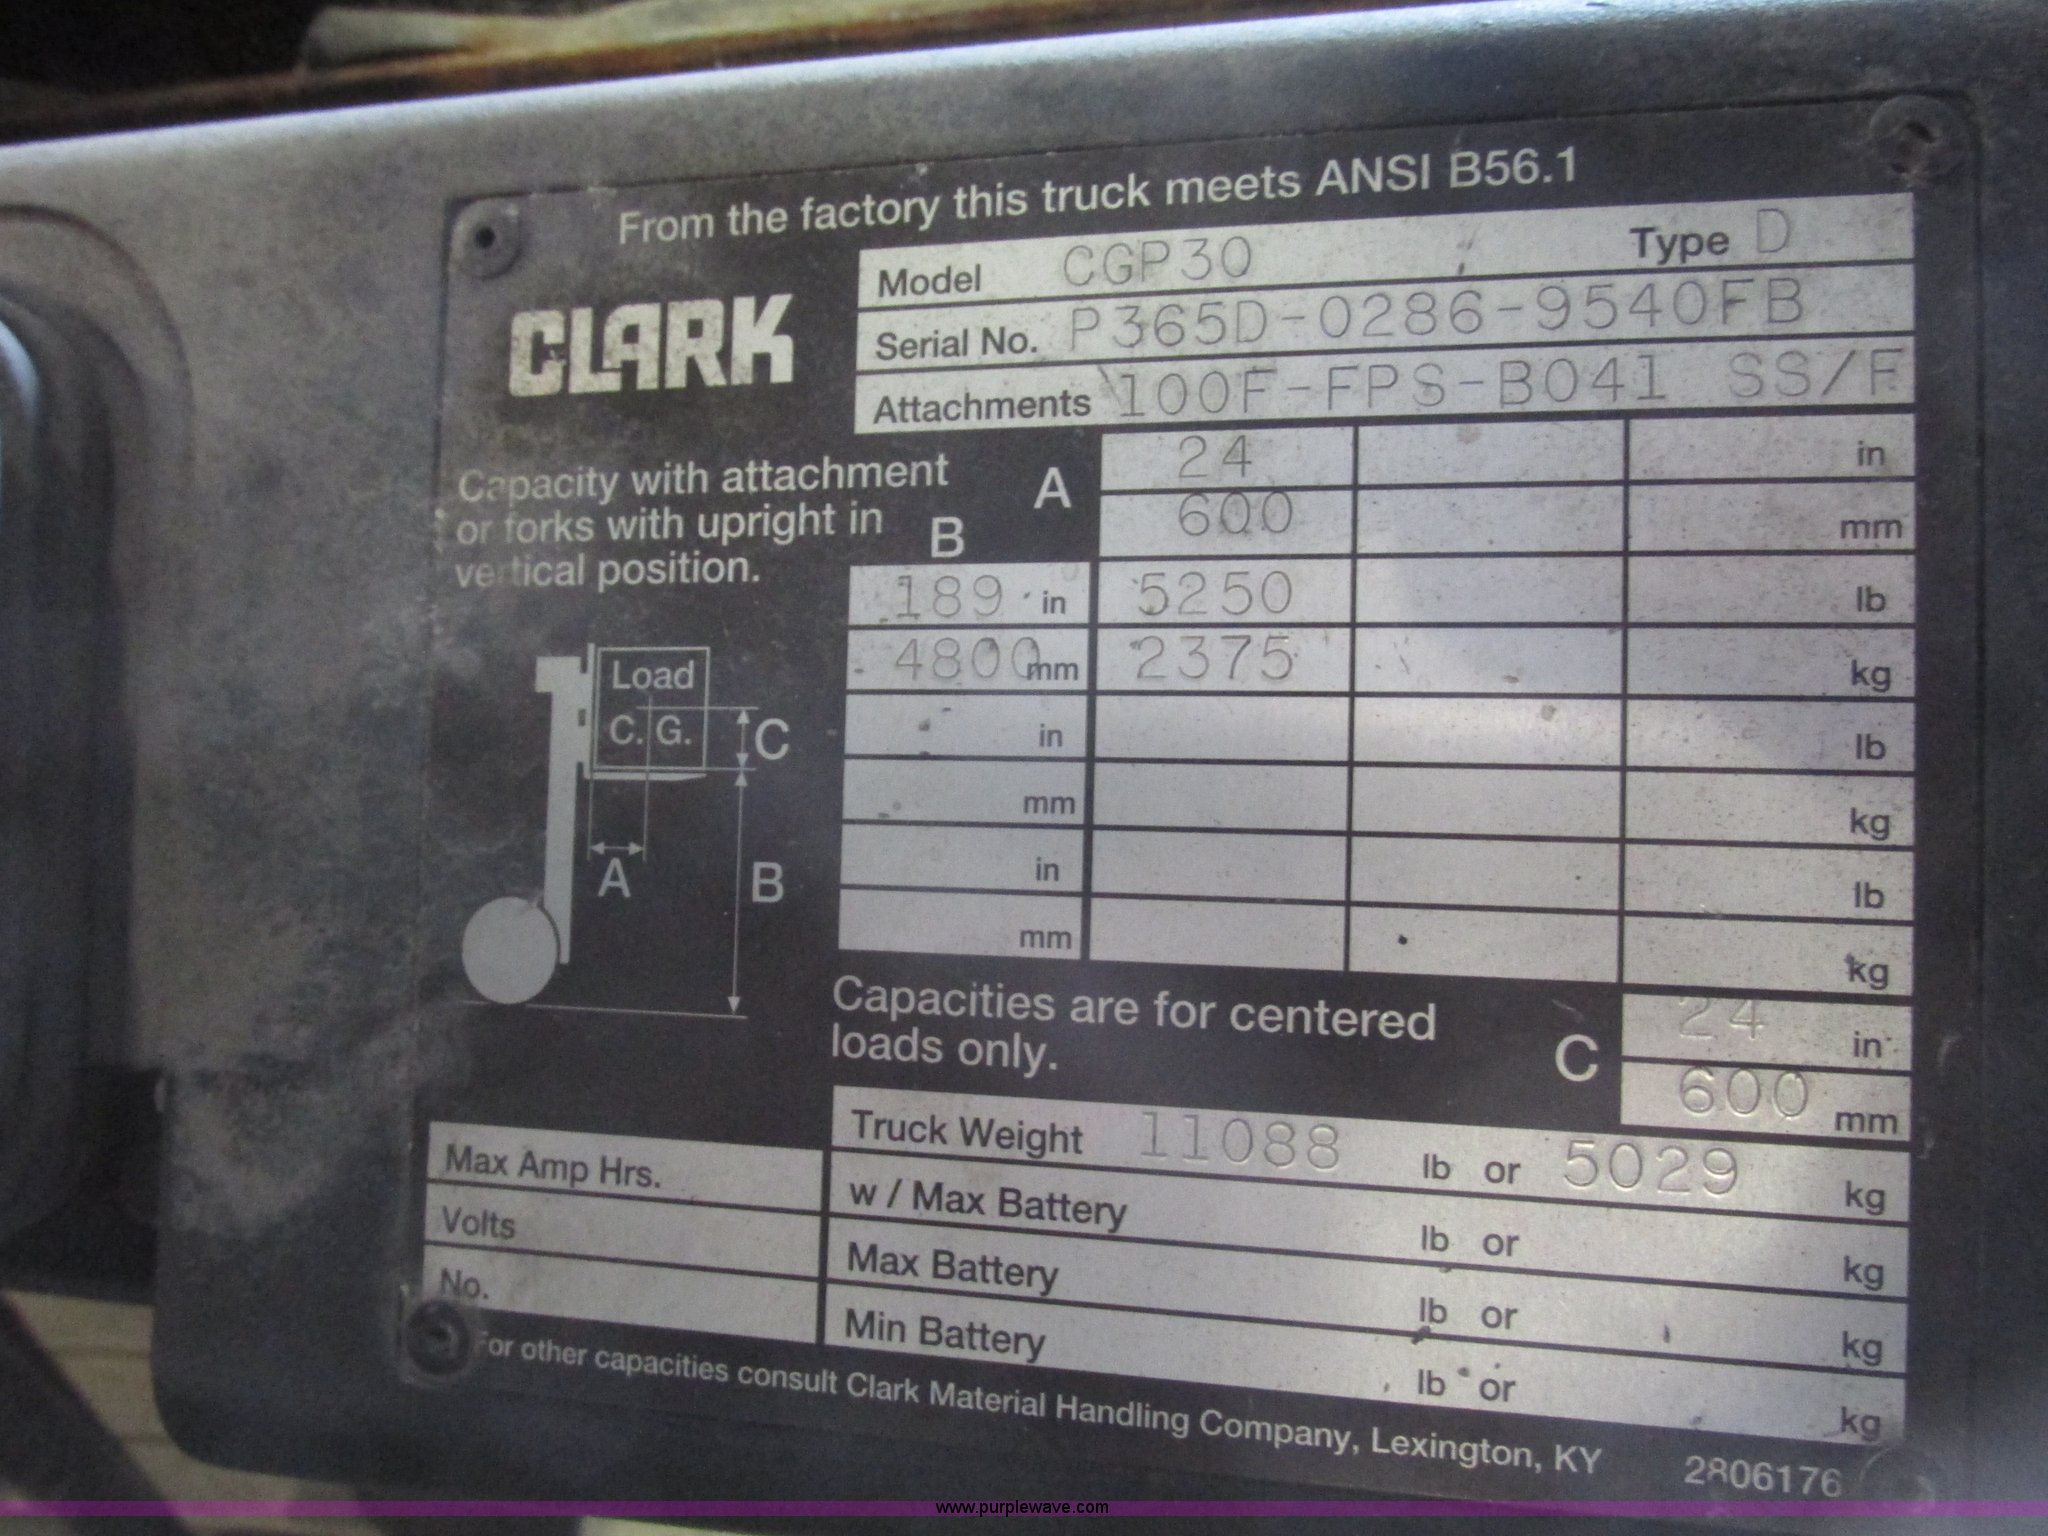 From the factory this truck meets ANSI B56.1
CLARK
Model CGP30 Type D
Serial No. P365D-0286-9540FB
Attachments 100F-FPS-B041 SS/F
Capacity with attachment
or forks with upright in
vertical position.
A 24 in
600 mm
B
189 in 5250 lb
4800 mm 2375 kg
in lb
mm kg
in lb
mm kg
Load
C. G.
C
A
B
Capacities are for centered
loads only.
C 24 in
600 mm
Truck Weight 11088 lb or 5029 kg
w / Max Battery lb or kg
Max Battery lb or kg
Min Battery lb or kg
Max Amp Hrs.
Volts
No.
For other capacities consult Clark Material Handling Company, Lexington, KY 2806176
www.purplewave.com